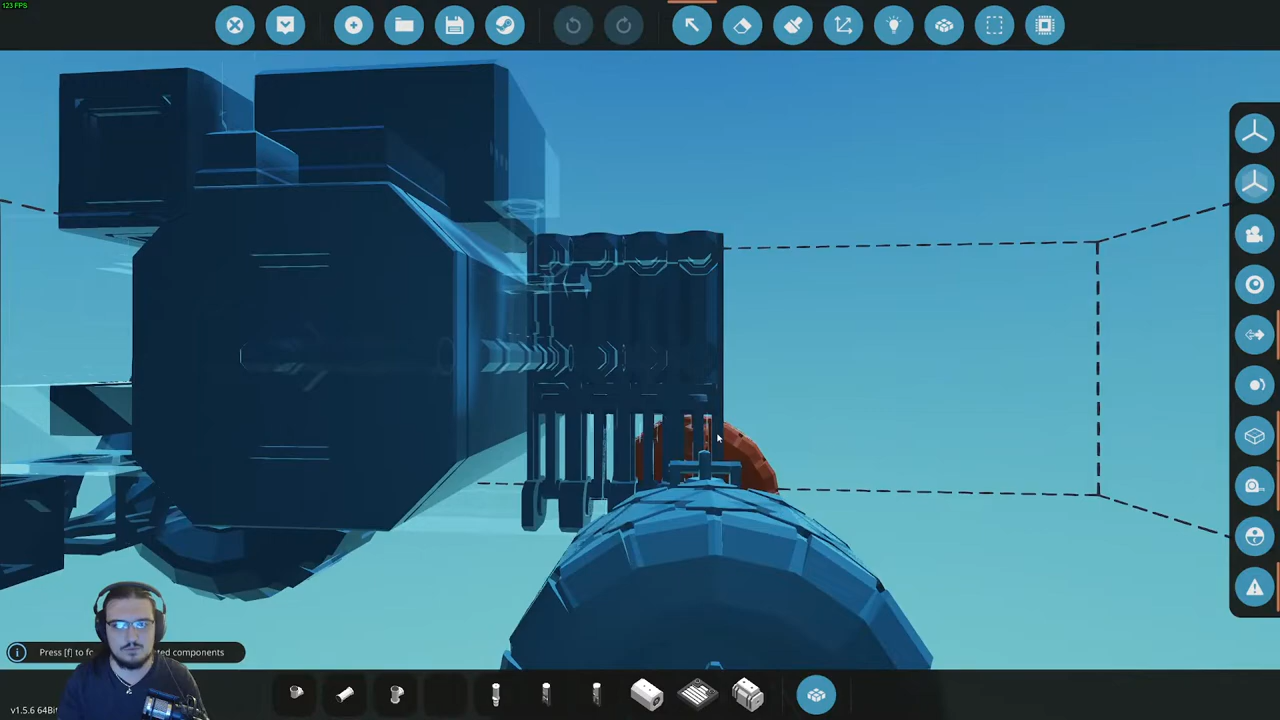 123 FPS
Press [f] to fo
ted components
v1.5.6 64Bit